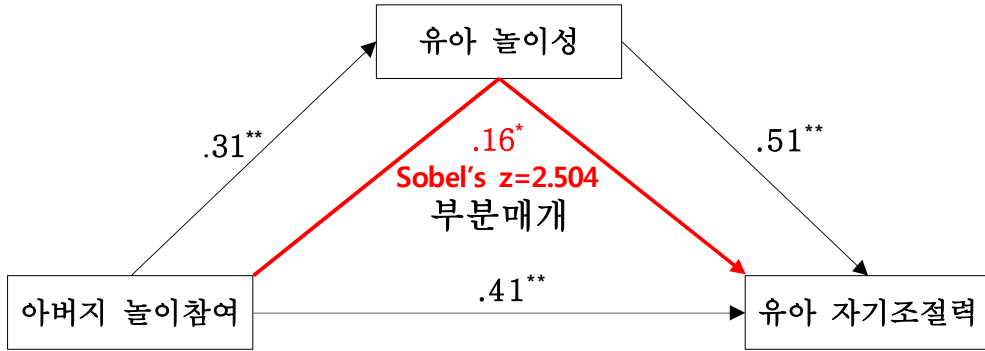 유아 놀이성
.31**
.16*
.51**
Sobel's z=2.504
부분매개
.41**
아버지 놀이참여
유아 자기조절력